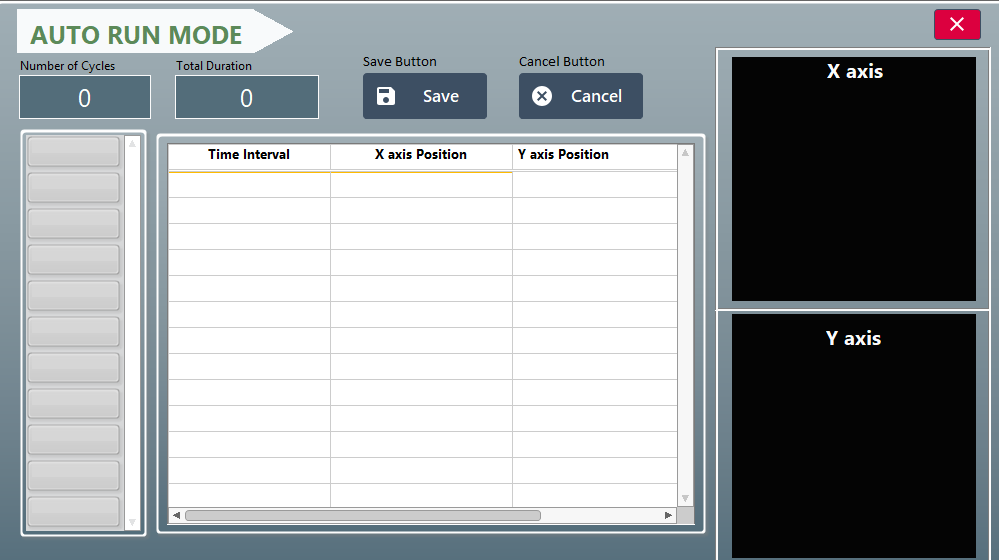 AUTO RUN MODE
Number of Cycles
Total Duration
Save Button
Cancel Button
0
0
Save
Cancel
Time Interval
X axis Position
Y axis Position
X axis
Y axis